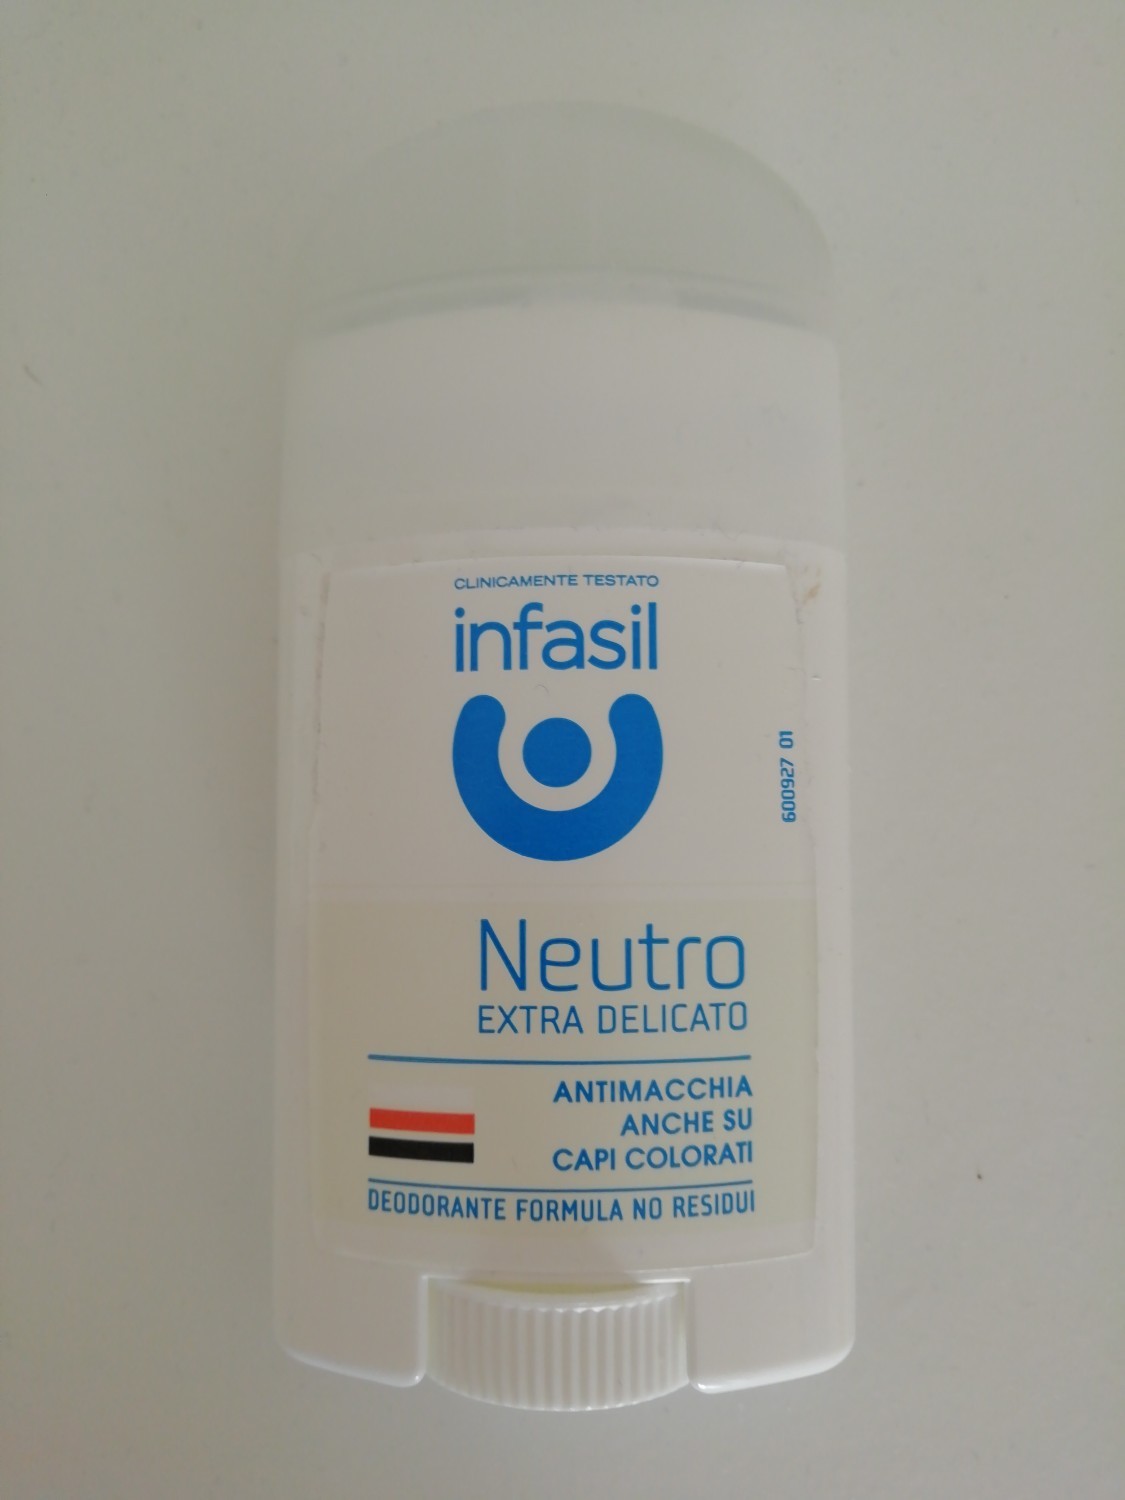 CLINICAMENTE TESTATO
infasil
600927 01
Neutro
EXTRA DELICATO
ANTIMACCHIA
ANCHE SU
CAPI COLORATI
DEODORANTE FORMULA NO RESIDUI